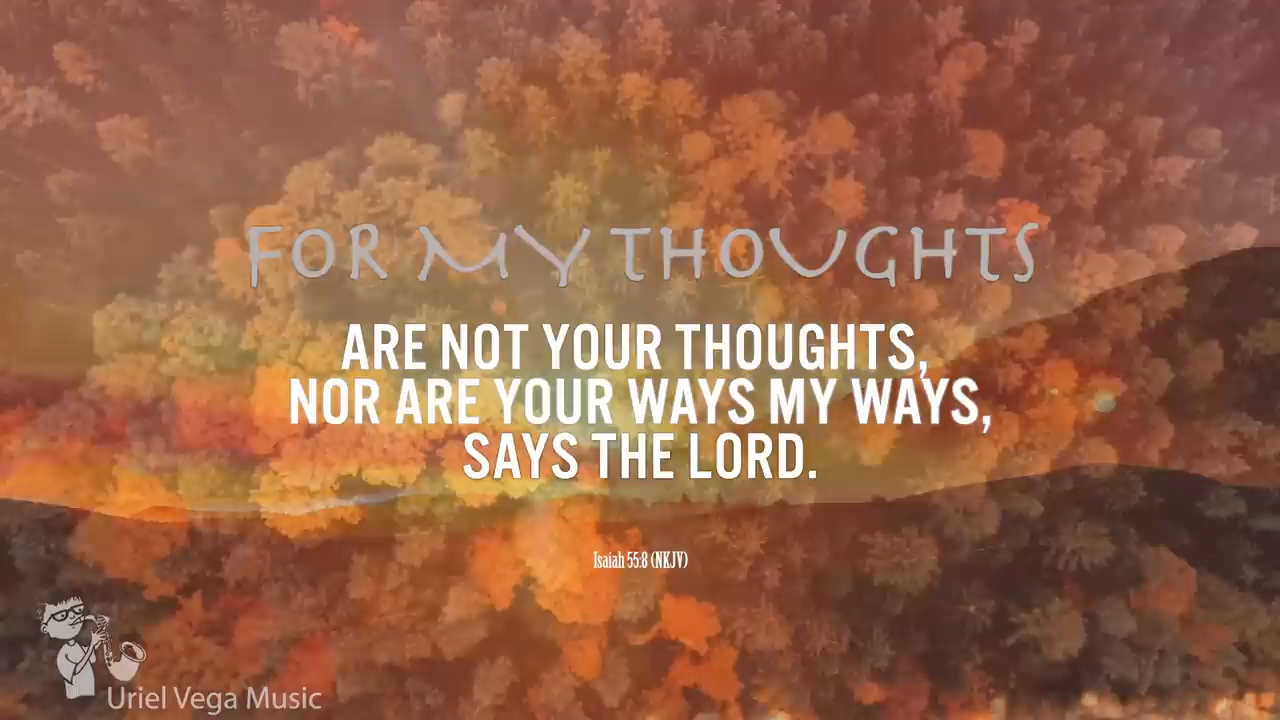 FOR MY THOUGHTS
ARE NOT YOUR THOUGHTS,
NOR ARE YOUR WAYS MY WAYS,
SAYS THE LORD.
Isaiah 55:8 (NKJV)
Uriel Vega Music